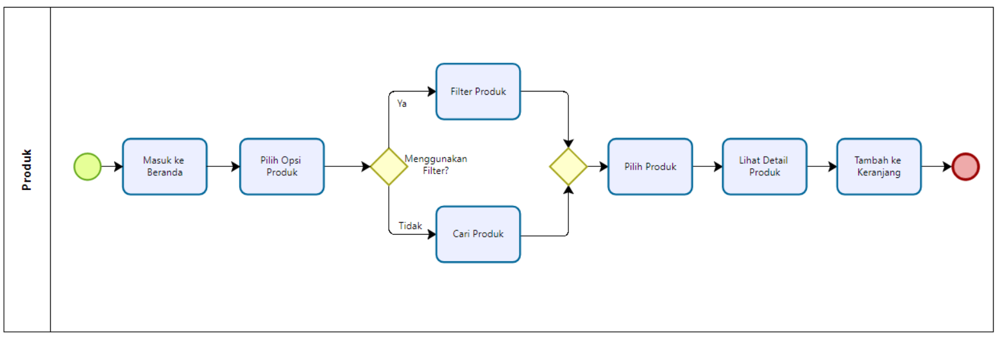 Produk
Masuk ke
Beranda
Pilih Opsi
Produk
Menggunakan
Filter?
Ya
Filter Produk
Tidak
Cari Produk
Pilih Produk
Lihat Detail
Produk
Tambah ke
Keranjang